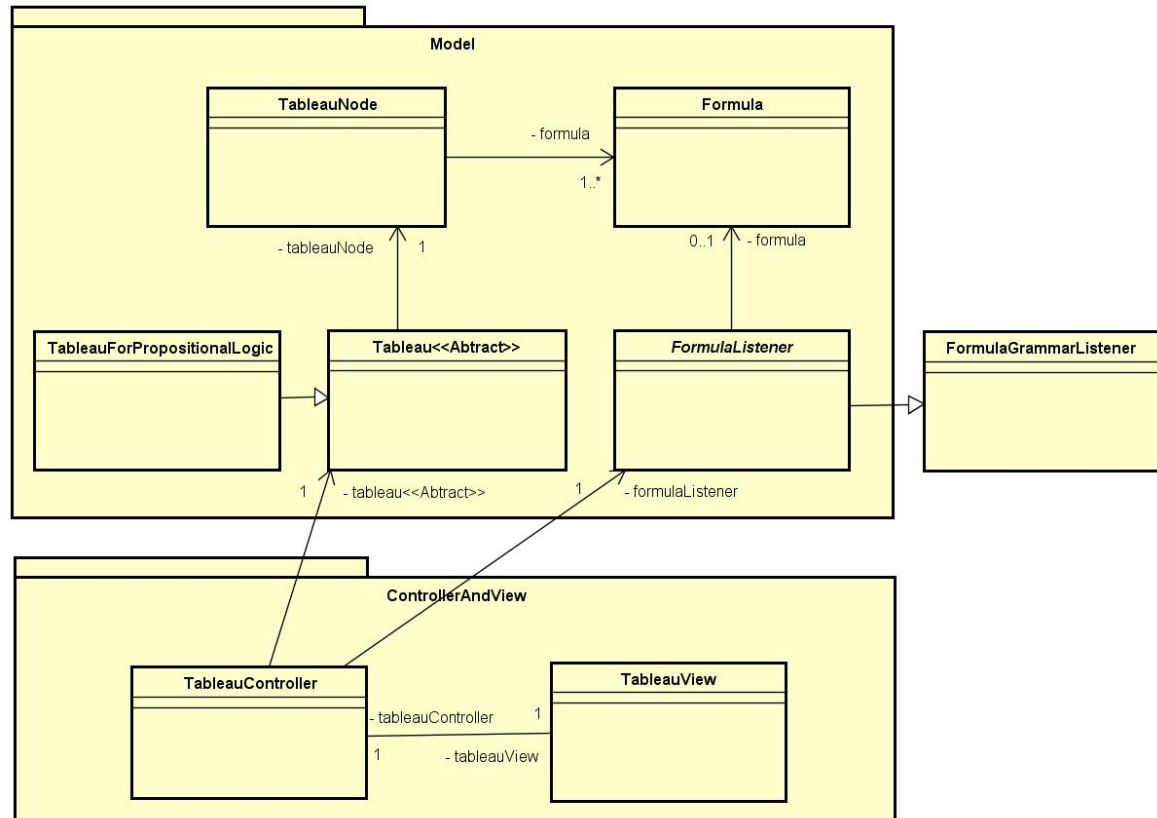 Model
TableauNode
Formula
- formula
1..*
- tableauNode
1
0..1
- formula
TableauForPropositionalLogic
Tableau<<Abtract>>
FormulaListener
FormulaGrammarListener
1
- tableau<<Abtract>>
1
- formulaListener
ControllerAndView
TableauController
TableauView
- tableauController
1
1
- tableauView